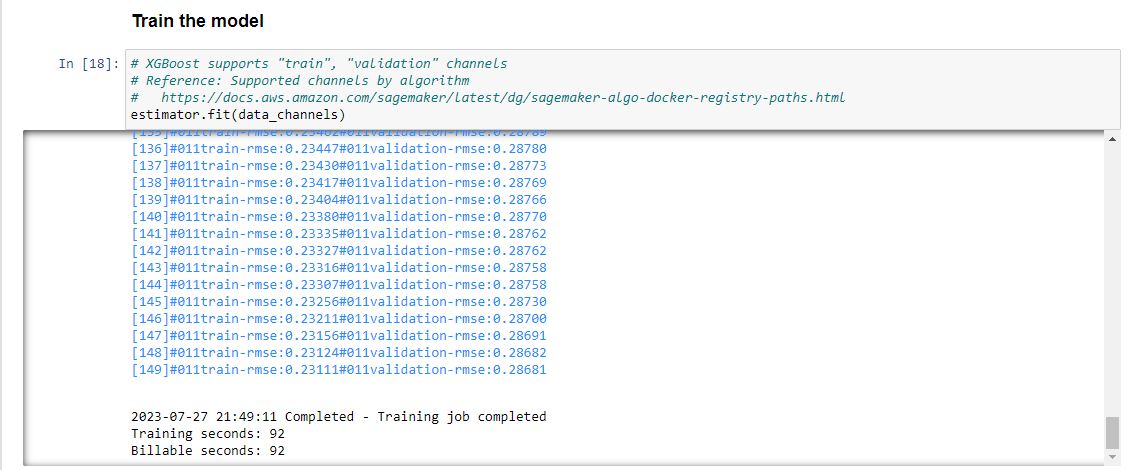 Train the model
In [18]: # XGBoost supports "train", "validation" channels
# Reference: Supported channels by algorithm
#   https://docs.aws.amazon.com/sagemaker/latest/dg/sagemaker-algo-docker-registry-paths.html
estimator.fit(data_channels)
[135]#011train-rmse:0.23462#011validation-rmse:0.28789
[136]#011train-rmse:0.23447#011validation-rmse:0.28780
[137]#011train-rmse:0.23430#011validation-rmse:0.28773
[138]#011train-rmse:0.23417#011validation-rmse:0.28769
[139]#011train-rmse:0.23404#011validation-rmse:0.28766
[140]#011train-rmse:0.23380#011validation-rmse:0.28770
[141]#011train-rmse:0.23335#011validation-rmse:0.28762
[142]#011train-rmse:0.23327#011validation-rmse:0.28762
[143]#011train-rmse:0.23316#011validation-rmse:0.28758
[144]#011train-rmse:0.23307#011validation-rmse:0.28758
[145]#011train-rmse:0.23256#011validation-rmse:0.28730
[146]#011train-rmse:0.23211#011validation-rmse:0.28700
[147]#011train-rmse:0.23156#011validation-rmse:0.28691
[148]#011train-rmse:0.23124#011validation-rmse:0.28682
[149]#011train-rmse:0.23111#011validation-rmse:0.28681
2023-07-27 21:49:11 Completed - Training job completed
Training seconds: 92
Billable seconds: 92